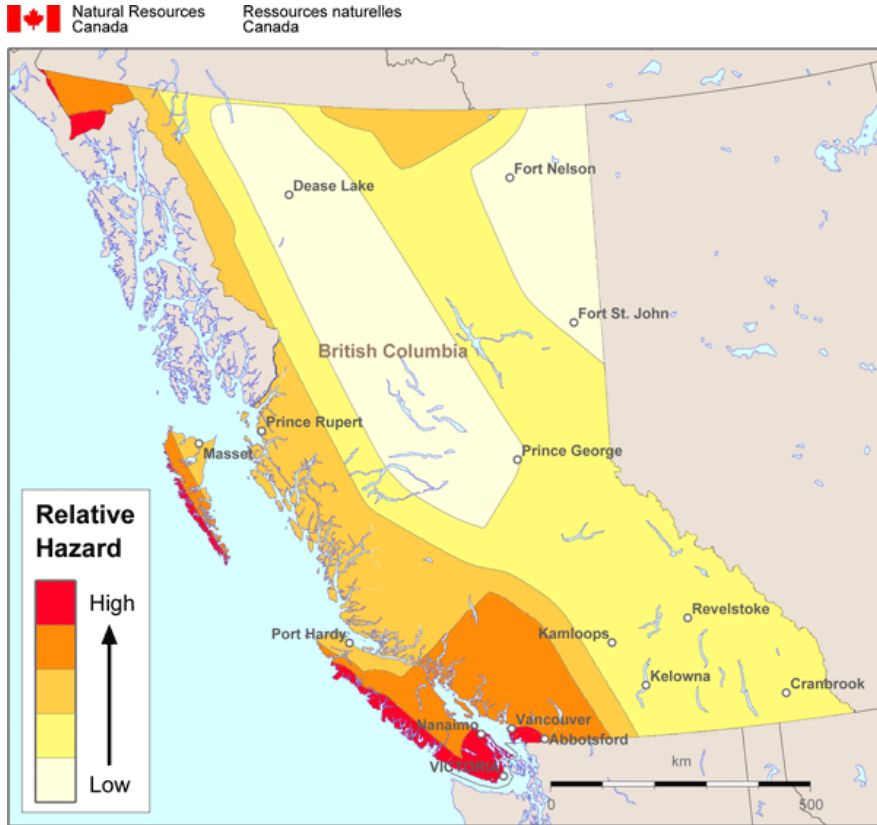 Natural Resources
Canada
Ressources naturelles
Canada
Dease Lake
Fort Nelson
Fort St. John
British Columbia
Prince Rupert
Masset
Prince George
Relative
Hazard
High
Low
Revelstoke
Port Hardy
Kamloops
Kelowna
Cranbrook
Nanaimo
Vancouver
Abbotsford
VICTORIA
km
0
500